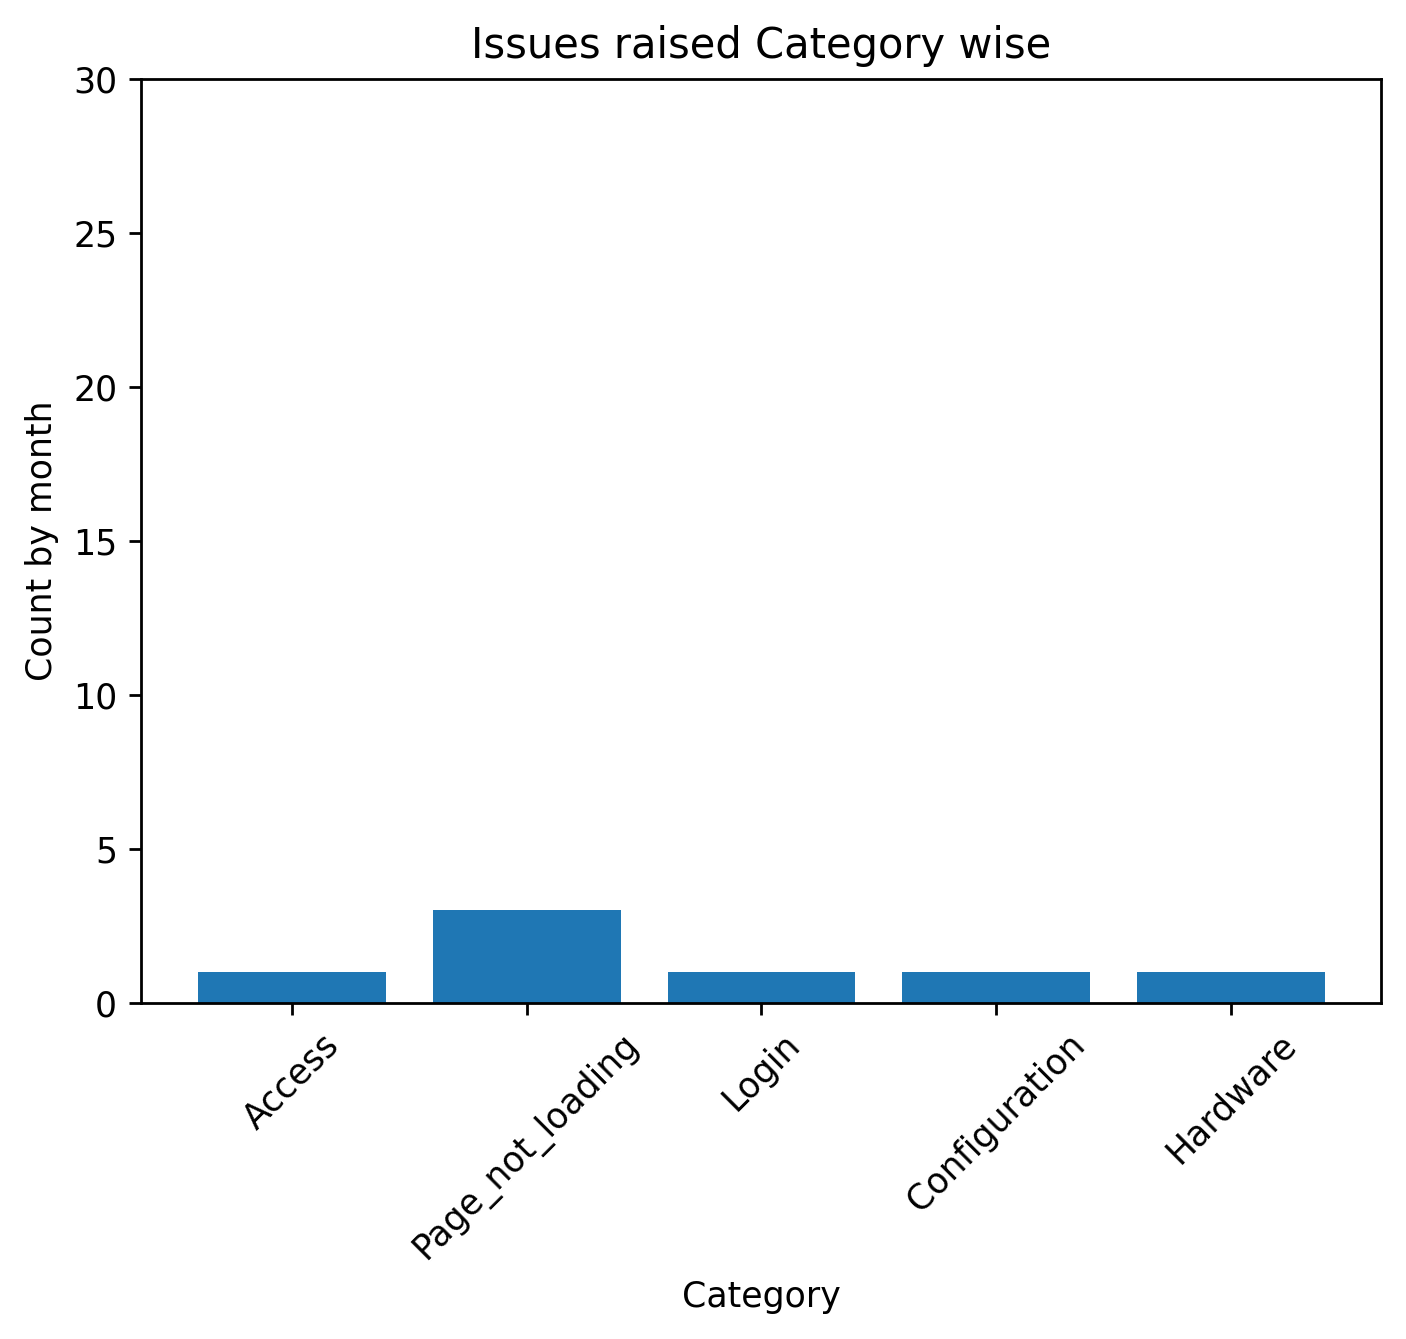 Issues raised Category wise
30
25
20
15
10
5
0
Count by month
Access
Page_not_loading
Login
Configuration
Hardware
Category